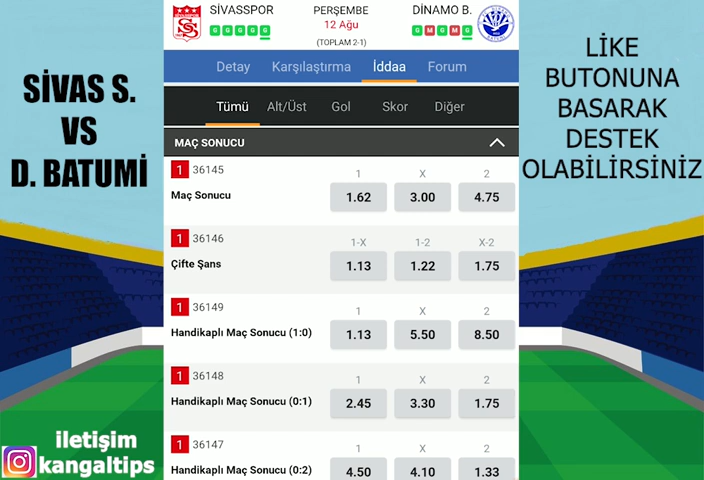 SİVAS S.
VS
D. BATUMİ
SİVASSPOR
G G G G G
PERŞEMBE
12 Ağu
(TOPLAM 2-1)
DİNAMO B.
G M G M G
Detay Karşılaştırma İddaa Forum
Tümü Alt/Üst Gol Skor Diğer
MAÇ SONUCU
1 36145
Maç Sonucu
1 X 2
1.62 3.00 4.75
1 36146
Çifte Şans
1-X 1-2 X-2
1.13 1.22 1.75
1 36149
Handikaplı Maç Sonucu (1:0)
1 X 2
1.13 5.50 8.50
1 36148
Handikaplı Maç Sonucu (0:1)
1 X 2
2.45 3.30 1.75
1 36147
Handikaplı Maç Sonucu (0:2)
1 X 2
4.50 4.10 1.33
LİKE
BUTONUNA
BASARAK
DESTEK
OLABİLİRSİNİZ
iletişim
kangaltips